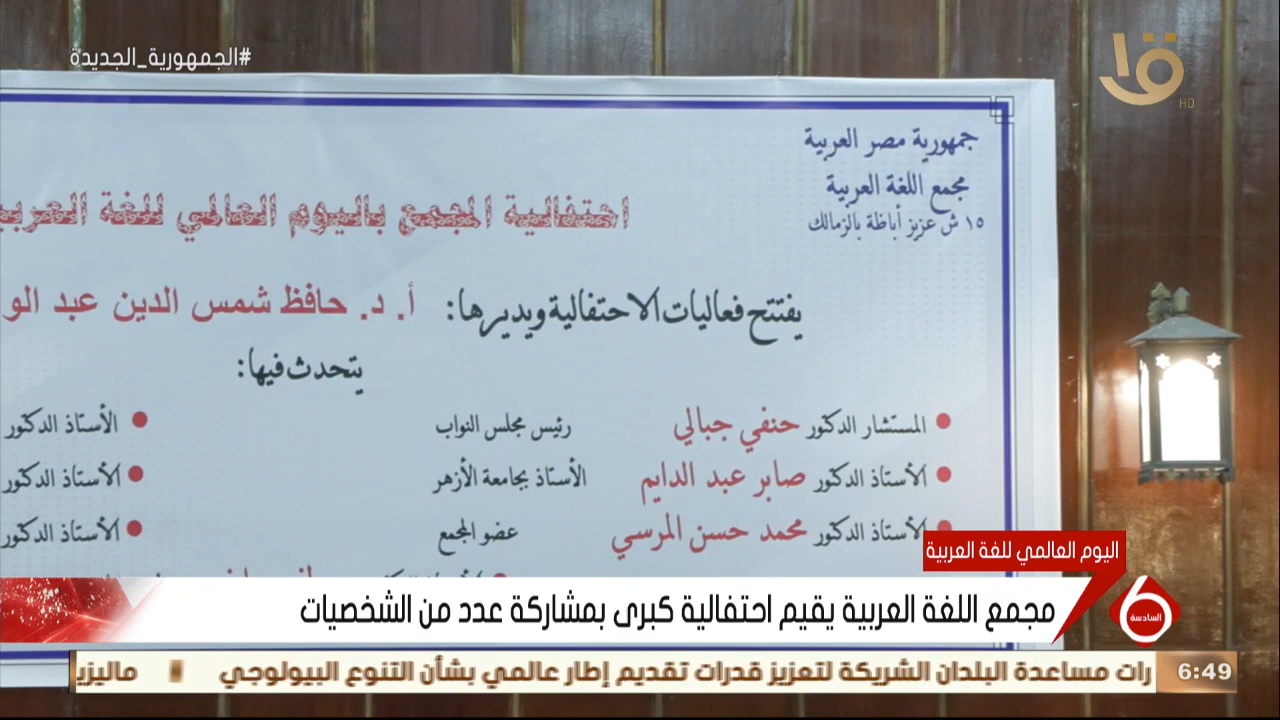 #الجمهورية_الجديدة
HD
جمهورية مصر العربية
مجمع اللغة العربية
١٥ ش عزيز أباظة بالزمالك
احتفالية المجمع باليوم العالمي للغة
يفتتح فعاليات الاحتفالية ويديرها: أ. د. حافظ شمس الدين عبد
يتحدث فيها:
المستشار الدكتور حنفي جبالي رئيس مجلس النواب
الأستاذ الدكتور
الأستاذ الدكتور صابر عبد الدايم الأستاذ بجامعة الأزهر
الأستاذ الدكتور
الأستاذ الدكتور محمد حسن المرسي عضو المجمع
الأستاذ الدكتور
اليوم العالمي للغة العربية
السادسة
مجمع اللغة العربية يقيم احتفالية كبرى بمشاركة عدد من الشخصيات
6:49
مساعدة البلدان الشريكة لتعزيز قدرات تقديم إطار عالمي بشأن التنوع البيولوجي